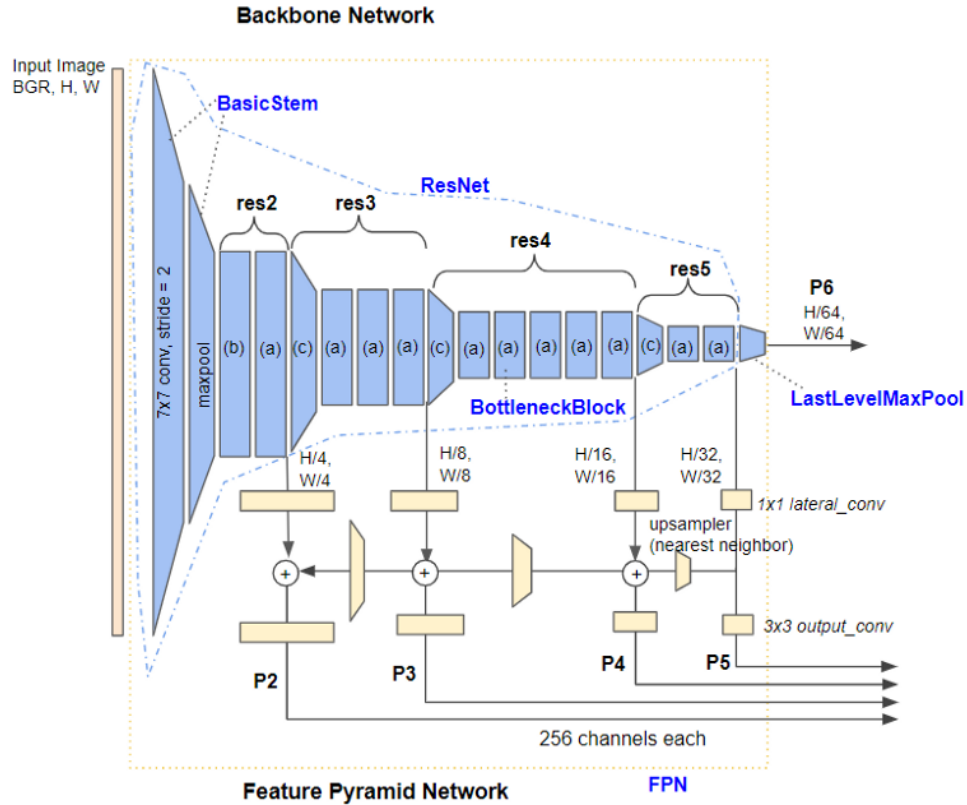 Backbone Network
Input Image
BGR, H, W
BasicStem
ResNet
res2
res3
res4
res5
P6
H/64,
W/64
7x7 conv, stride = 2
maxpool
(b)
(a)
(c)
(a)
(a)
(a)
(c)
(a)
(a)
(a)
(a)
(a)
(c)
(a)
(a)
BottleneckBlock
LastLevelMaxPool
H/4,
W/4
H/8,
W/8
H/16,
W/16
H/32,
W/32
1x1 lateral_conv
upsampler
(nearest neighbor)
+
+
+
3x3 output_conv
P2
P3
P4
P5
256 channels each
Feature Pyramid Network
FPN